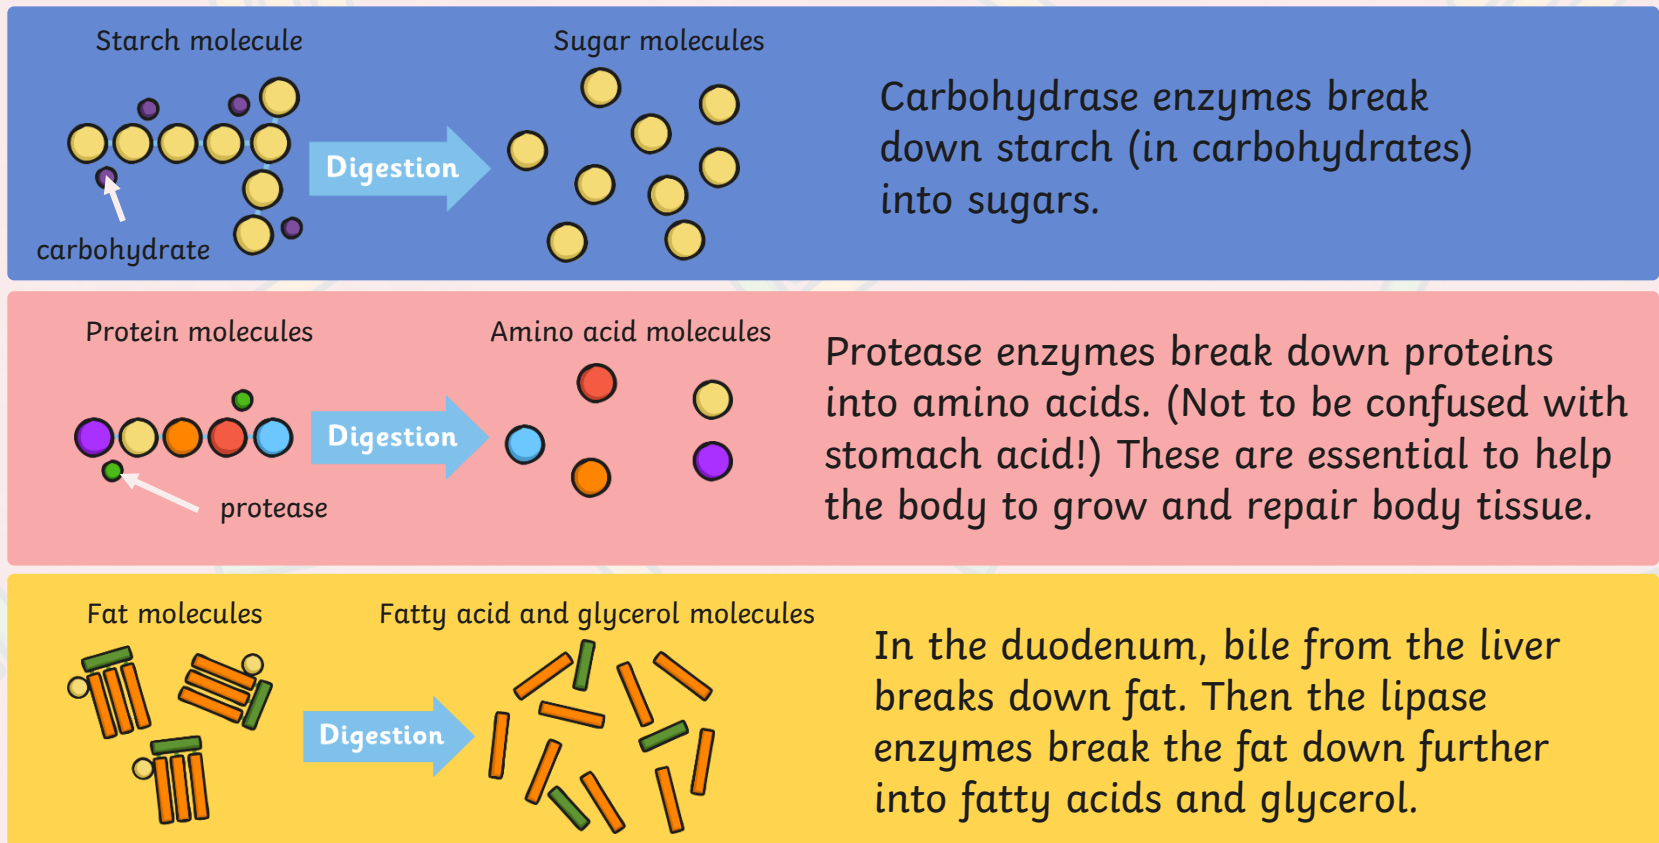 Starch molecule
Sugar molecules
Digestion
carbohydrate
Carbohydrase enzymes break
down starch (in carbohydrates)
into sugars.
Protein molecules
Amino acid molecules
Digestion
protease
Protease enzymes break down proteins
into amino acids. (Not to be confused with
stomach acid!) These are essential to help
the body to grow and repair body tissue.
Fat molecules
Fatty acid and glycerol molecules
Digestion
In the duodenum, bile from the liver
breaks down fat. Then the lipase
enzymes break the fat down further
into fatty acids and glycerol.